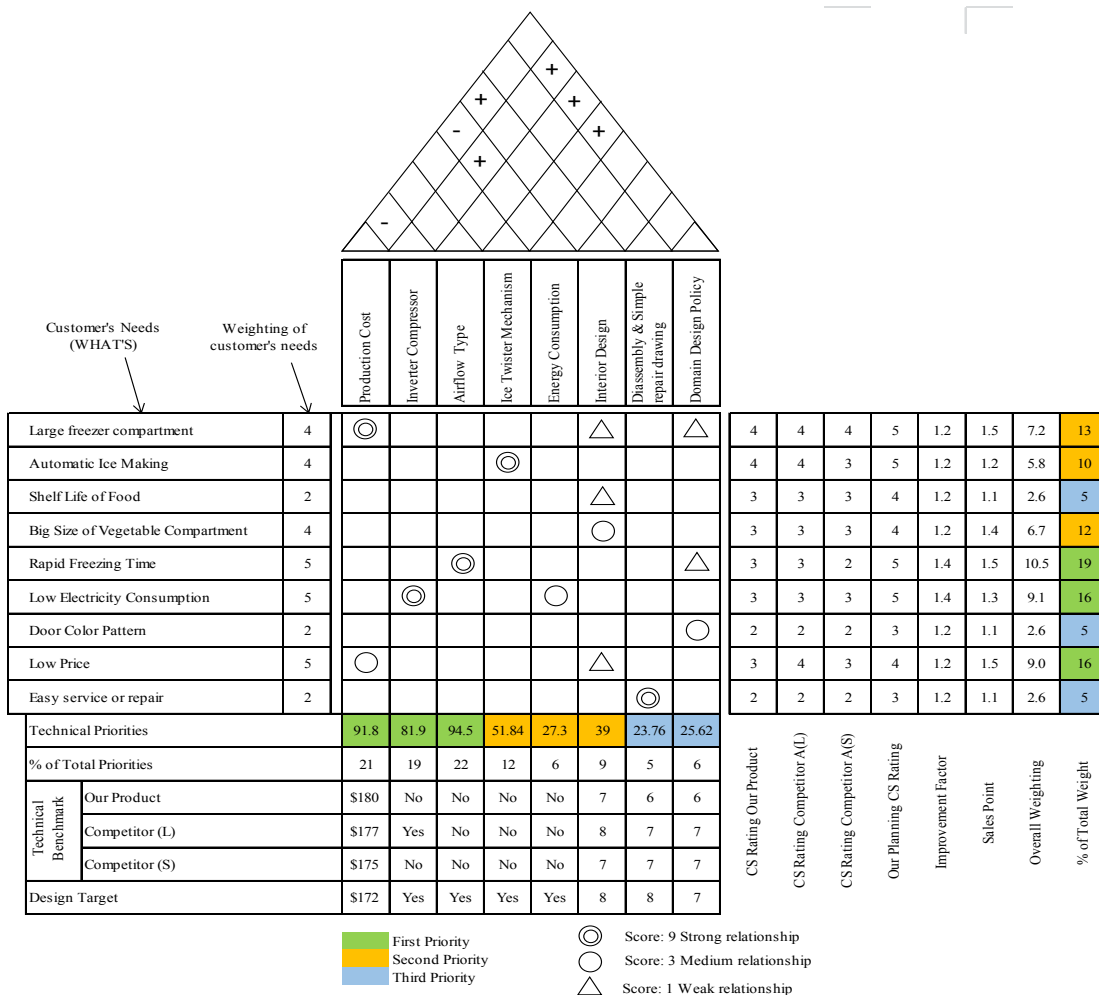 +
+
+
-
+
+
-
Customer's Needs
(WHAT'S)
Weighting of
customer's needs
Production Cost
Inverter Compressor
Airflow Type
Ice Twister Mechanism
Energy Consumption
Interior Design
Diassembly & Simple
repair drawing
Domain Design Policy
Large freezer compartment 4 4 4 4 5 1.2 1.5 7.2 13
Automatic Ice Making 4 4 4 3 5 1.2 1.2 5.8 10
Shelf Life of Food 2 3 3 3 4 1.2 1.1 2.6 5
Big Size of Vegetable Compartment 4 3 3 3 4 1.2 1.4 6.7 12
Rapid Freezing Time 5 3 3 2 5 1.4 1.5 10.5 19
Low Electricity Consumption 5 3 3 3 5 1.4 1.3 9.1 16
Door Color Pattern 2 2 2 2 3 1.2 1.1 2.6 5
Low Price 5 3 4 3 4 1.2 1.5 9.0 16
Easy service or repair 2 2 2 2 3 1.2 1.1 2.6 5
Technical Priorities 91.8 81.9 94.5 51.84 27.3 39 23.76 25.62
% of Total Priorities 21 19 22 12 6 9 5 6
Technical
Benchmark
Our Product $180 No No No No 7 6 6
Competitor (L) $177 Yes No No No 8 7 7
Competitor (S) $175 No No No No 7 7 7
Design Target $172 Yes Yes Yes Yes 8 8 7
CS Rating Our Product
CS Rating Competitor A(L)
CS Rating Competitor A(S)
Our Planning CS Rating
Improvement Factor
Sales Point
Overall Weighting
% of Total Weight
First Priority
Second Priority
Third Priority
Score: 9 Strong relationship
Score: 3 Medium relationship
Score: 1 Weak relationship